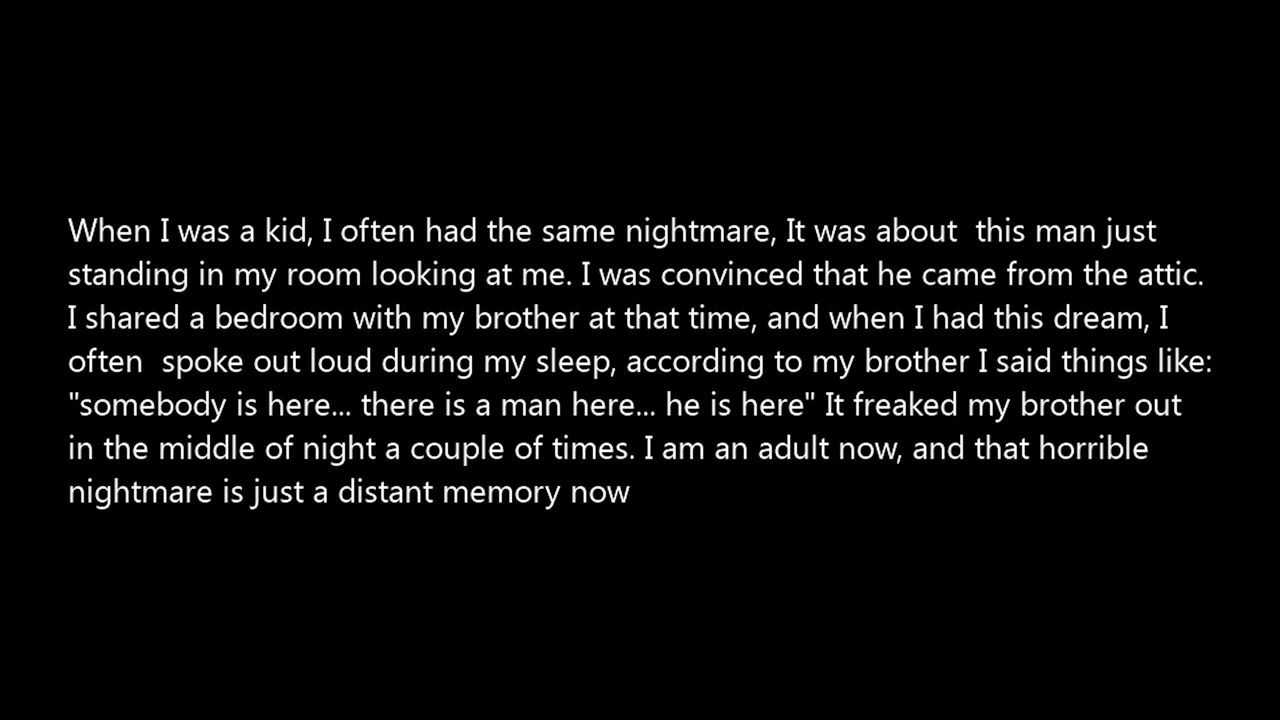 When I was a kid, I often had the same nightmare, It was about  this man just
standing in my room looking at me. I was convinced that he came from the attic.
I shared a bedroom with my brother at that time, and when I had this dream, I
often  spoke out loud during my sleep, according to my brother I said things like:
"somebody is here... there is a man here... he is here" It freaked my brother out
in the middle of night a couple of times. I am an adult now, and that horrible
nightmare is just a distant memory now